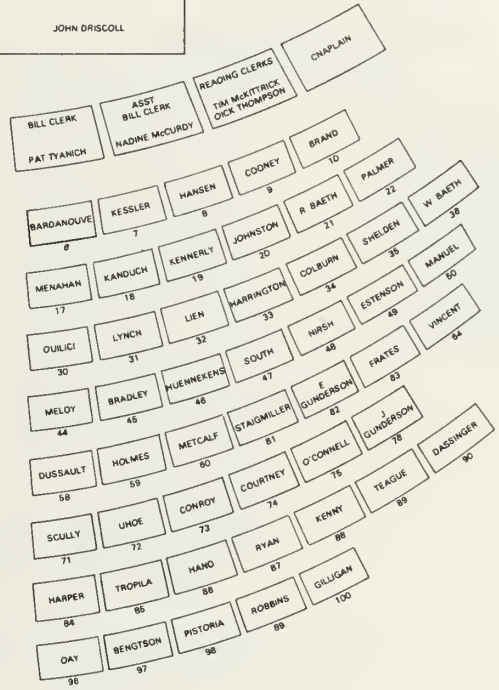 JOHN DRISCOLL
BILL CLERK
PAT TYANICH
ASST
BILL CLERK
NADINE McCURDY
READING CLERKS
TIM McKITTRICK
DICK THOMPSON
CHAPLAIN
BARDANOUVE
6
KESSLER
7
HANSEN
8
COONEY
9
BRAND
10
MENAHAN
17
KANDUCH
18
KENNERLY
19
JOHNSTON
20
R BAETH
21
PALMER
22
QUILICI
30
LYNCH
31
LIEN
32
HARRINGTON
33
COLBURN
34
SHELDEN
35
W BAETH
36
MELOY
44
BRADLEY
45
HUENNEKENS
46
SOUTH
47
NIRSH
48
ESTENSON
49
MANUEL
50
DUSSAULT
58
HOLMES
59
METCALF
60
STAIGMILLER
61
E
GUNDERSON
62
FRATES
63
VINCENT
64
SCULLY
71
UHDE
72
CONROY
73
COURTNEY
74
O'CONNELL
75
J
GUNDERSON
76
HARPER
84
TROPILA
85
HAND
86
RYAN
87
KENNY
88
TEAGUE
89
DASSINGER
90
DAY
96
BENGTSON
97
PISTORIA
98
ROBBINS
99
GILLIGAN
100